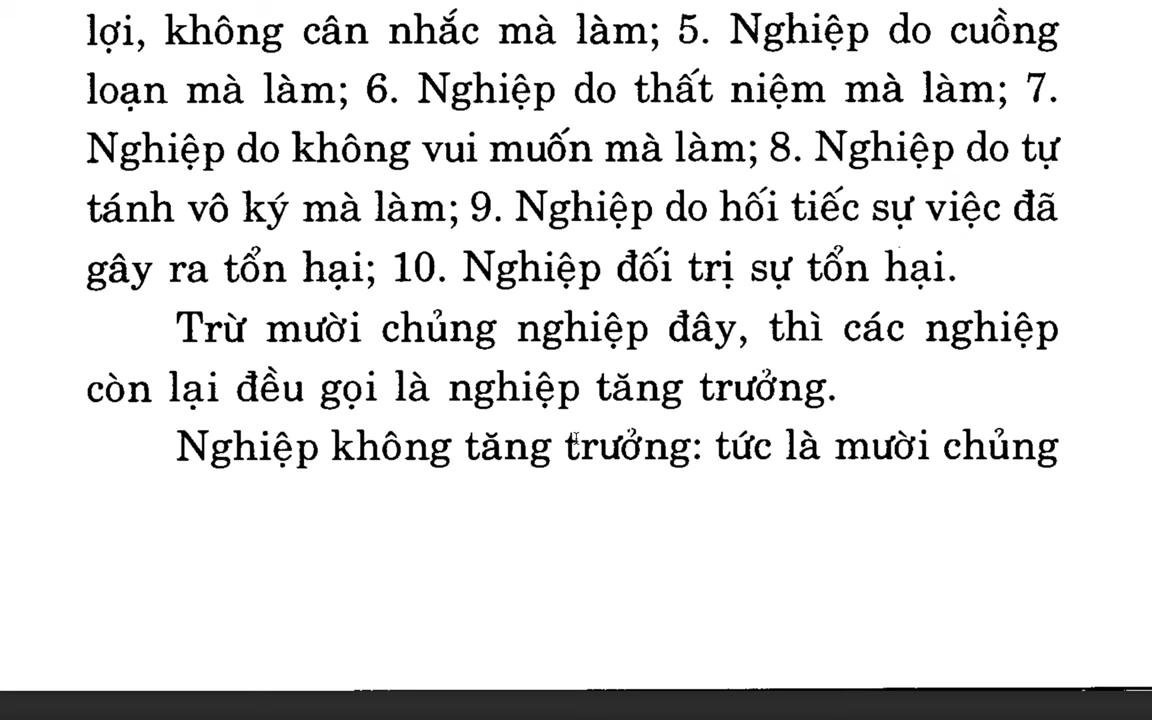 lợi, không cân nhắc mà làm; 5. Nghiệp do cuồng
loạn mà làm; 6. Nghiệp do thất niệm mà làm; 7.
Nghiệp do không vui muốn mà làm; 8. Nghiệp do tự
tánh vô ký mà làm; 9. Nghiệp do hối tiếc sự việc đã
gây ra tổn hại; 10. Nghiệp đối trị sự tổn hại.
Trừ mười chủng nghiệp đây, thì các nghiệp
còn lại đều gọi là nghiệp tăng trưởng.
Nghiệp không tăng trưởng: tức là mười chủng